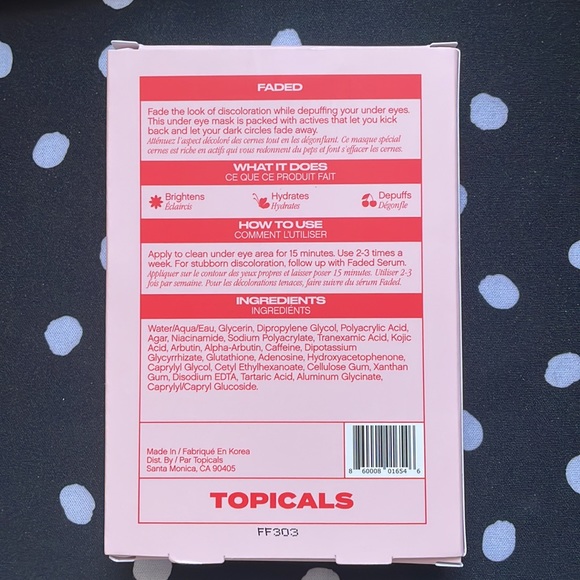 FADED
Fade the look of discoloration while depuffing your under eyes.
This under eye mask is packed with actives that let you kick
back and let your dark circles fade away.
Atténuez l'aspect décoloré des cernes tout en les dégonflant. Ce masque spécial
cernes est riche en actifs qui vous redonnent du peps et font s'effacer les cernes.
WHAT IT DOES
CE QUE CE PRODUIT FAIT
Brightens
Éclaircis
Hydrates
Hydrates
Depuffs
Dégonfle
HOW TO USE
COMMENT L'UTILISER
Apply to clean under eye area for 15 minutes. Use 2-3 times a
week. For stubborn discoloration, follow up with Faded Serum.
Appliquer sur le contour des yeux propres et laisser poser 15 minutes. Utiliser 2-3
fois par semaine. Pour les décolorations tenaces, faire suivre du sérum Faded.
INGREDIENTS
INGRÉDIENTS
Water/Aqua/Eau, Glycerin, Dipropylene Glycol, Polyacrylic Acid,
Agar, Niacinamide, Sodium Polyacrylate, Tranexamic Acid, Kojic
Acid, Arbutin, Alpha-Arbutin, Caffeine, Dipotassium
Glycyrrhizate, Glutathione, Adenosine, Hydroxyacetophenone,
Caprylyl Glycol, Cetyl Ethylhexanoate, Cellulose Gum, Xanthan
Gum, Disodium EDTA, Tartaric Acid, Aluminum Glycinate,
Caprylyl/Capryl Glucoside.
Made In / Fabriqué En Korea
Dist. By / Par Topicals
Santa Monica, CA 90405
8 60008 01654 6
TOPICALS
FF303